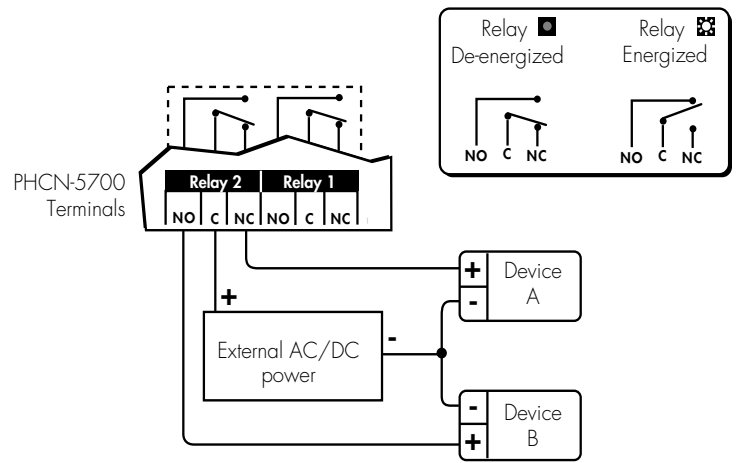 Relay
De-energized
Relay
Energized
NO C NC
NO C NC
PHCN-5700
Terminals
Relay 2 Relay 1
NO C NC NO C NC
+
External AC/DC
power
-
+
-
Device
A
-
+
Device
B